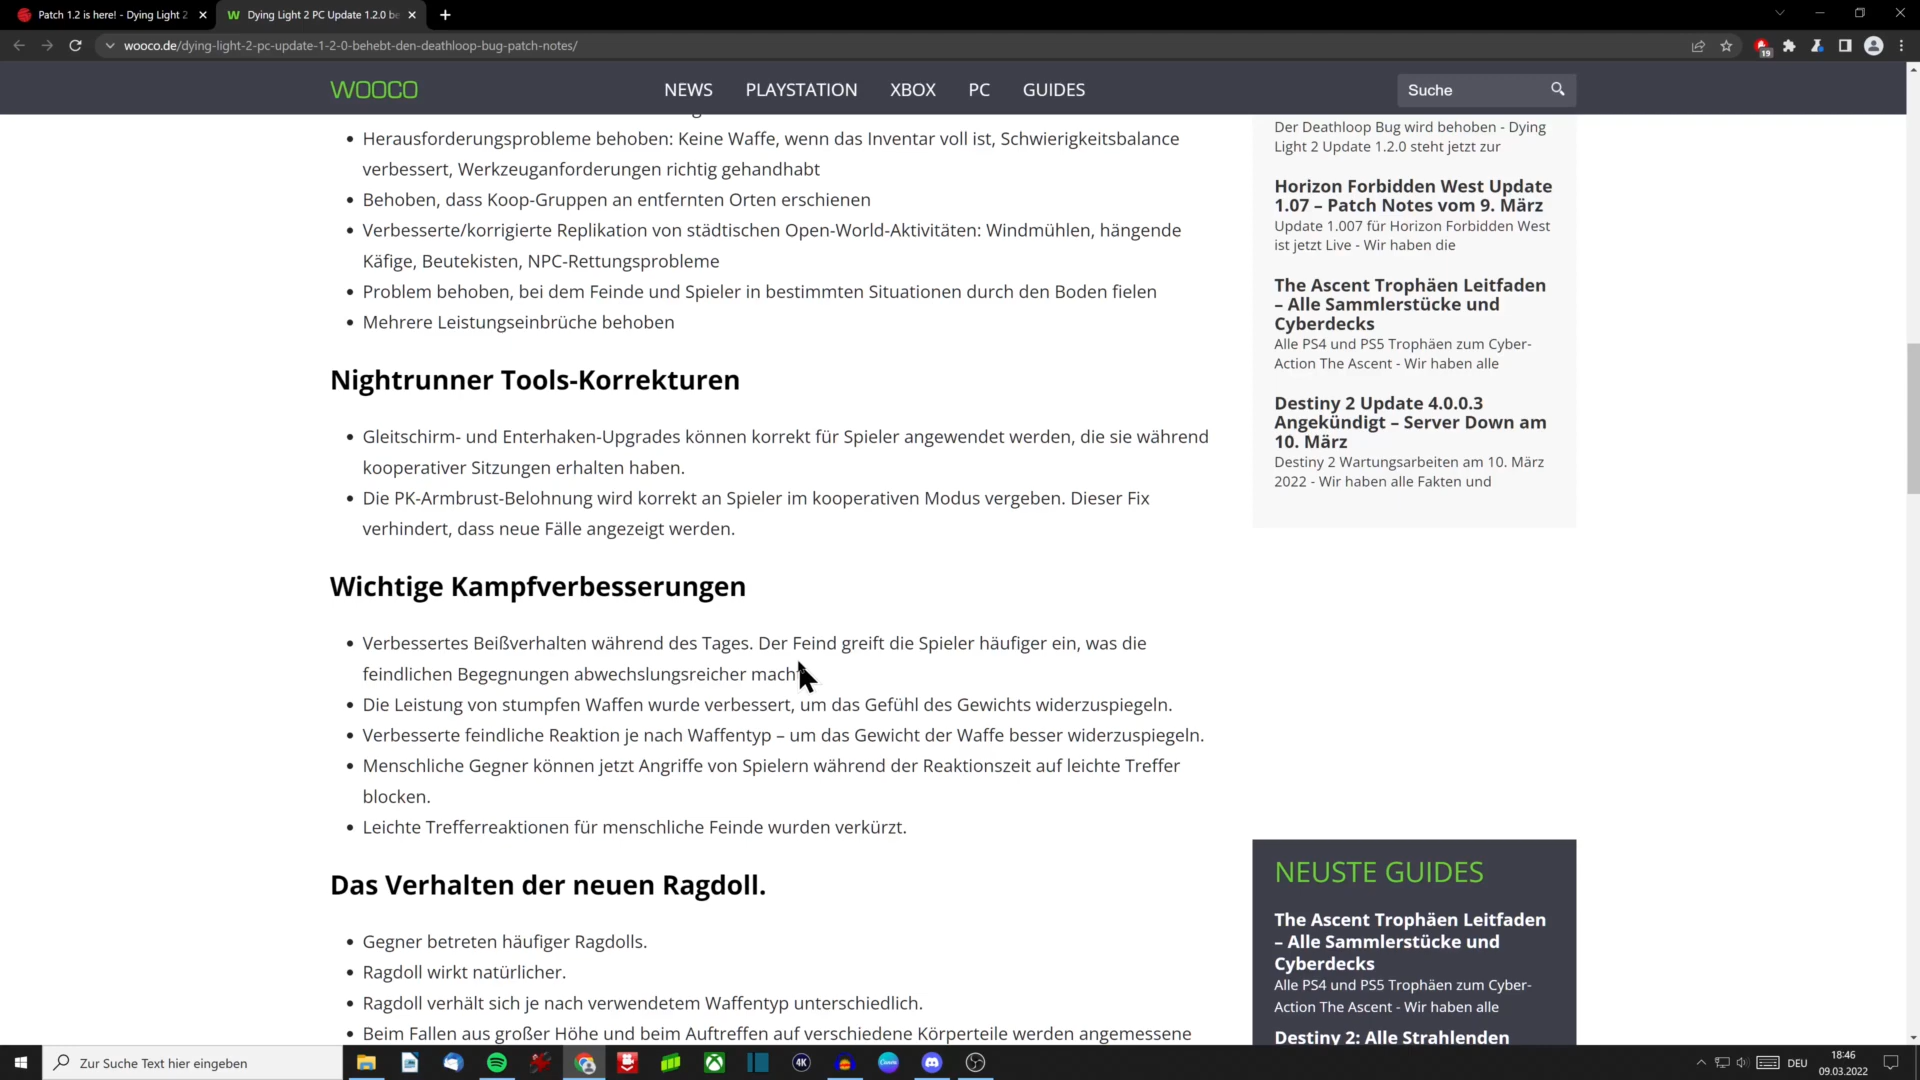 Patch 1.2 is here! - Dying Light 2
Dying Light 2 PC Update 1.2.0 be
wooco.de/dying-light-2-pc-update-1-2-0-behebt-den-deathloop-bug-patch-notes/
19
WOOCO
NEWS
PLAYSTATION
XBOX
PC
GUIDES
Suche
Herausforderungsprobleme behoben: Keine Waffe, wenn das Inventar voll ist, Schwierigkeitsbalance
verbessert, Werkzeuganforderungen richtig gehandhabt
Behoben, dass Koop-Gruppen an entfernten Orten erschienen
Verbesserte/korrigierte Replikation von städtischen Open-World-Aktivitäten: Windmühlen, hängende
Käfige, Beutekisten, NPC-Rettungsprobleme
Problem behoben, bei dem Feinde und Spieler in bestimmten Situationen durch den Boden fielen
Mehrere Leistungseinbrüche behoben
Nightrunner Tools-Korrekturen
Gleitschirm- und Enterhaken-Upgrades können korrekt für Spieler angewendet werden, die sie während
kooperativer Sitzungen erhalten haben.
Die PK-Armbrust-Belohnung wird korrekt an Spieler im kooperativen Modus vergeben. Dieser Fix
verhindert, dass neue Fälle angezeigt werden.
Wichtige Kampfverbesserungen
Verbessertes Beißverhalten während des Tages. Der Feind greift die Spieler häufiger ein, was die
feindlichen Begegnungen abwechslungsreicher macht.
Die Leistung von stumpfen Waffen wurde verbessert, um das Gefühl des Gewichts widerzuspiegeln.
Verbesserte feindliche Reaktion je nach Waffentyp – um das Gewicht der Waffe besser widerzuspiegeln.
Menschliche Gegner können jetzt Angriffe von Spielern während der Reaktionszeit auf leichte Treffer
blocken.
Leichte Trefferreaktionen für menschliche Feinde wurden verkürzt.
Das Verhalten der neuen Ragdoll.
Gegner betreten häufiger Ragdolls.
Ragdoll wirkt natürlicher.
Ragdoll verhält sich je nach verwendetem Waffentyp unterschiedlich.
Beim Fallen aus großer Höhe und beim Auftreffen auf verschiedene Körperteile werden angemessene
Der Deathloop Bug wird behoben - Dying
Light 2 Update 1.2.0 steht jetzt zur
Horizon Forbidden West Update
1.07 – Patch Notes vom 9. März
Update 1.007 für Horizon Forbidden West
ist jetzt Live - Wir haben die
The Ascent Trophäen Leitfaden
– Alle Sammlerstücke und
Cyberdecks
Alle PS4 und PS5 Trophäen zum Cyber-
Action The Ascent - Wir haben alle
Destiny 2 Update 4.0.0.3
Angekündigt – Server Down am
10. März
Destiny 2 Wartungsarbeiten am 10. März
2022 - Wir haben alle Fakten und
NEUSTE GUIDES
The Ascent Trophäen Leitfaden
– Alle Sammlerstücke und
Cyberdecks
Alle PS4 und PS5 Trophäen zum Cyber-
Action The Ascent - Wir haben alle
Destiny 2: Alle Strahlenden
Zur Suche Text hier eingeben
4K
DEU
18:46
09.03.2022